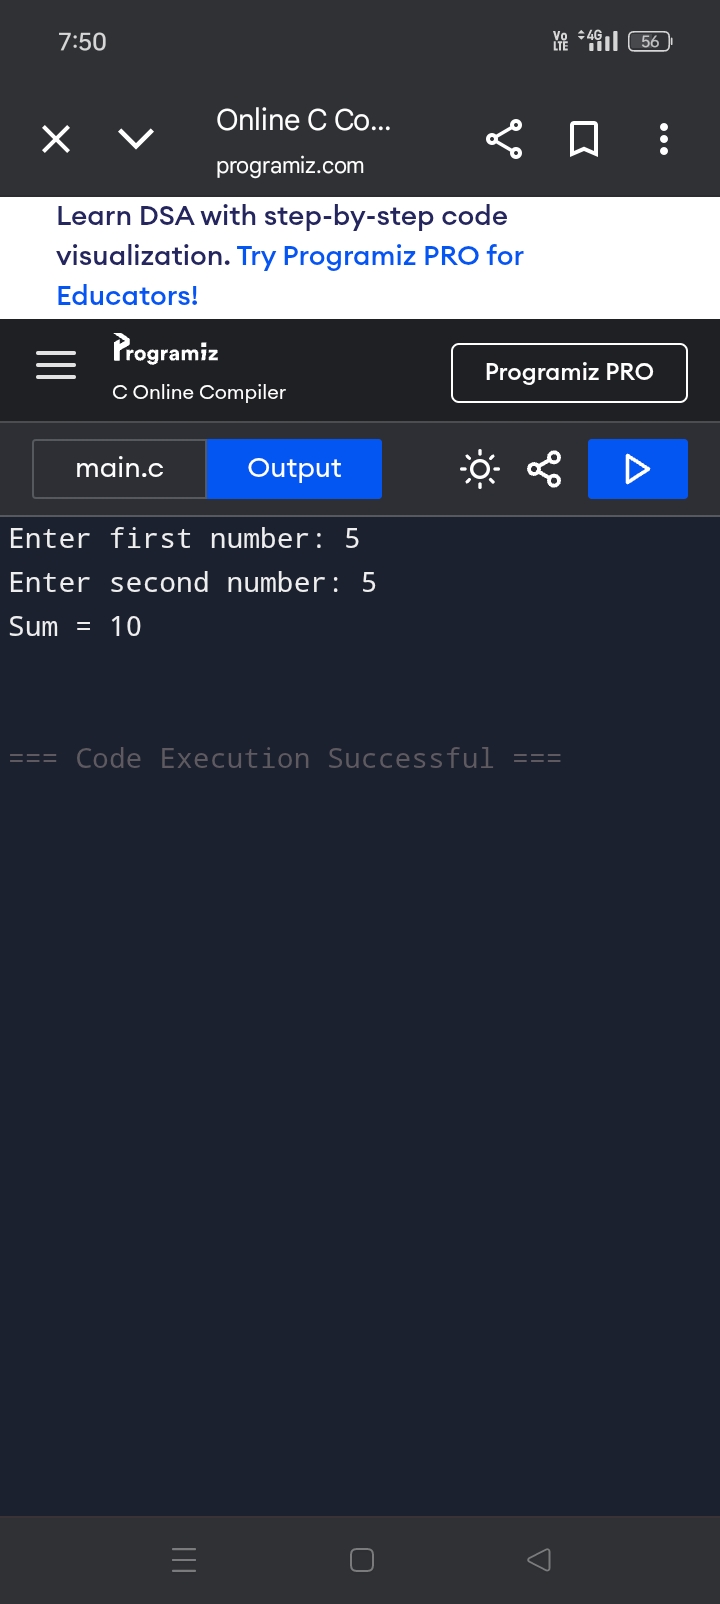 7:50
Vo LTE 4G 56
Online C Co...
programiz.com
Learn DSA with step-by-step code
visualization. Try Programiz PRO for
Educators!
Programiz
C Online Compiler
Programiz PRO
main.c
Output
Enter first number: 5
Enter second number: 5
Sum = 10
=== Code Execution Successful ===